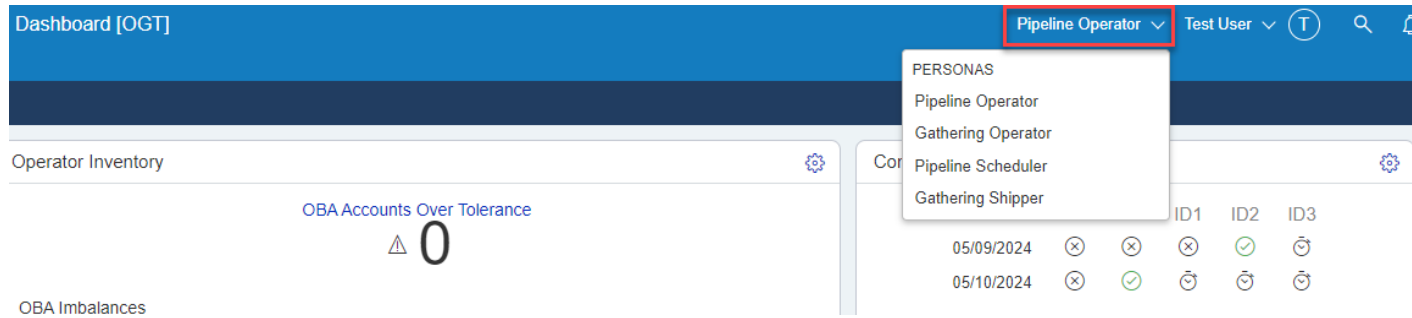 Dashboard [OGT]
Pipeline Operator
Test User
T
PERSONAS
Pipeline Operator
Gathering Operator
Pipeline Scheduler
Gathering Shipper
Operator Inventory
OBA Accounts Over Tolerance
0
OBA Imbalances
Cor
ID1 ID2 ID3
05/09/2024
05/10/2024